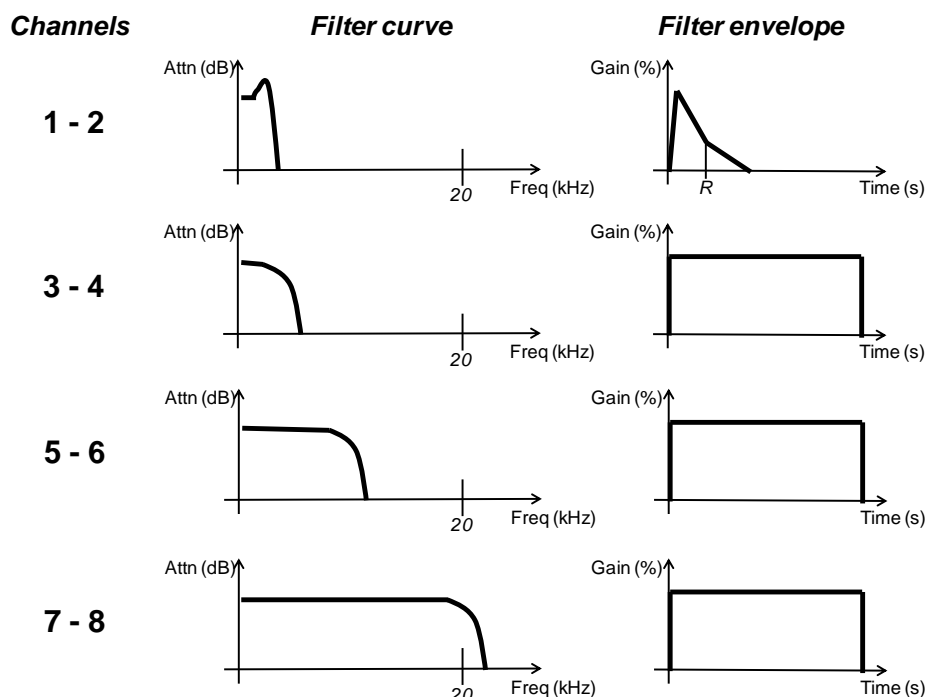 Channels Filter curve Filter envelope
Attn (dB) Gain (%)
1 - 2
20 Freq (kHz) R Time (s)
Attn (dB) Gain (%)
3 - 4
20 Freq (kHz) Time (s)
Attn (dB) Gain (%)
5 - 6
20 Freq (kHz) Time (s)
Attn (dB) Gain (%)
7 - 8
20 Freq (kHz) Time (s)